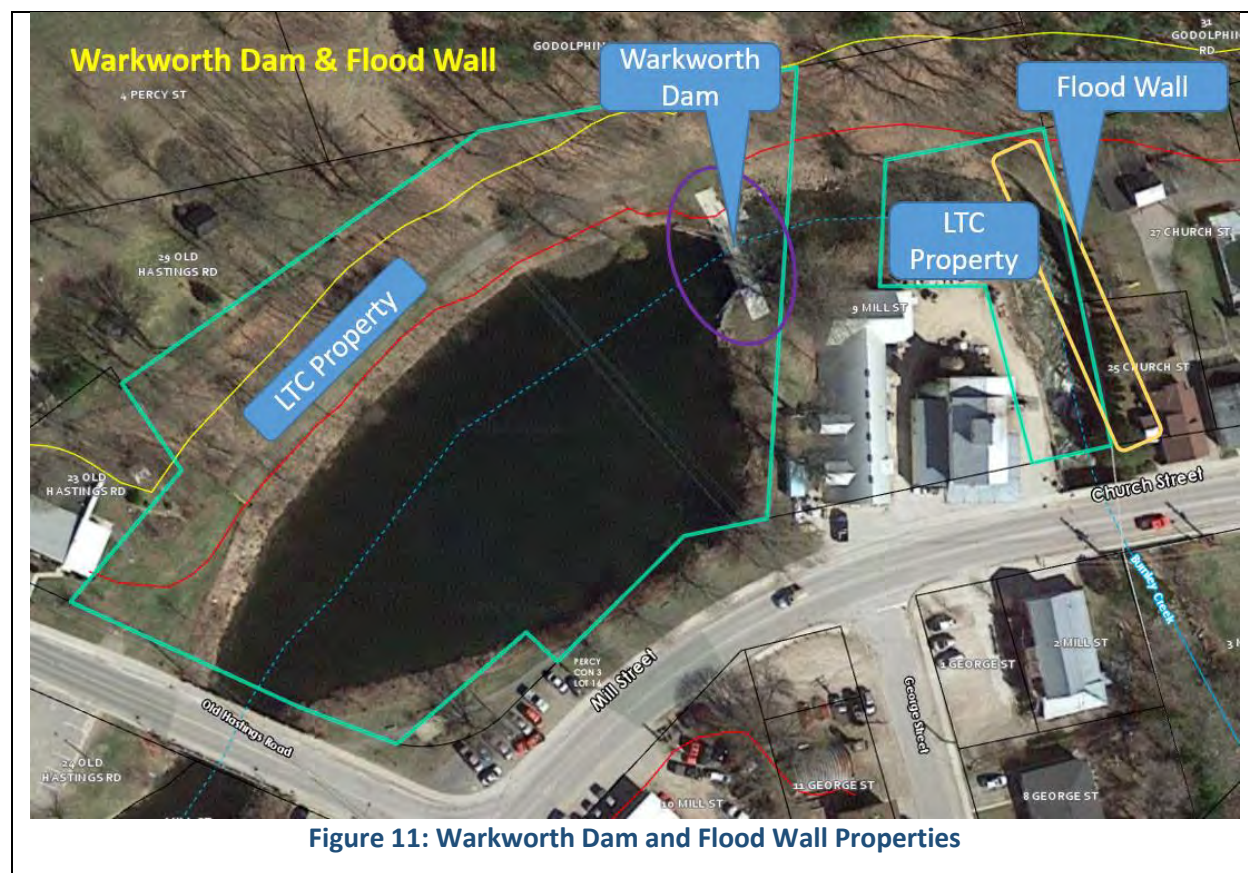 Warkworth Dam & Flood Wall
GODOLPHIN
31
GODOLPHIN
RD
Warkworth
Dam
Flood Wall
4 PERCY ST
LTC
Property
27 CHURCH ST
29 OLD
HASTINGS RD
LTC Property
9 MILL ST
25 CHURCH ST
23 OLD
HASTINGS RD
Church Street
Burnley Creek
PERCY
CON 3
LOT 16
Mill Street
1 GEORGE ST
2 MILL ST
Old Hastings Road
George Street
24 OLD
HASTINGS RD
11 GEORGE ST
10 MILL ST
8 GEORGE ST
Figure 11: Warkworth Dam and Flood Wall Properties